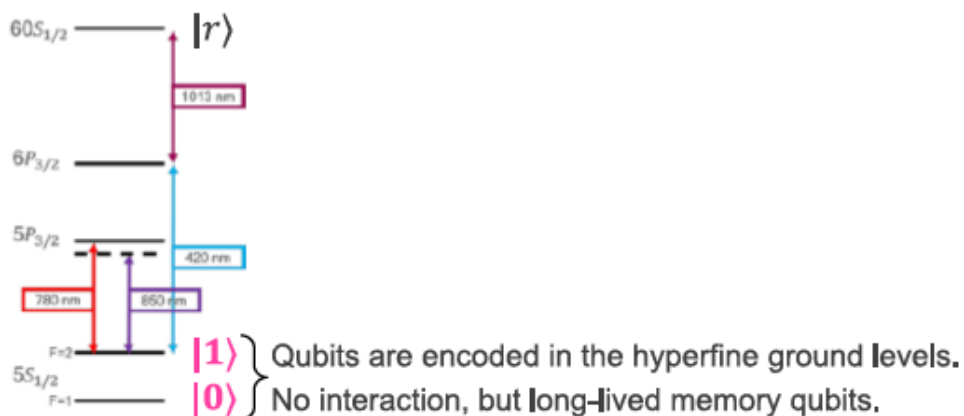 60S1/2 |r⟩
1013 nm
6P3/2
5P3/2
420 nm
780 nm 850 nm
F=2 |1⟩ Qubits are encoded in the hyperfine ground levels.
5S1/2
F=1 |0⟩ No interaction, but long-lived memory qubits.